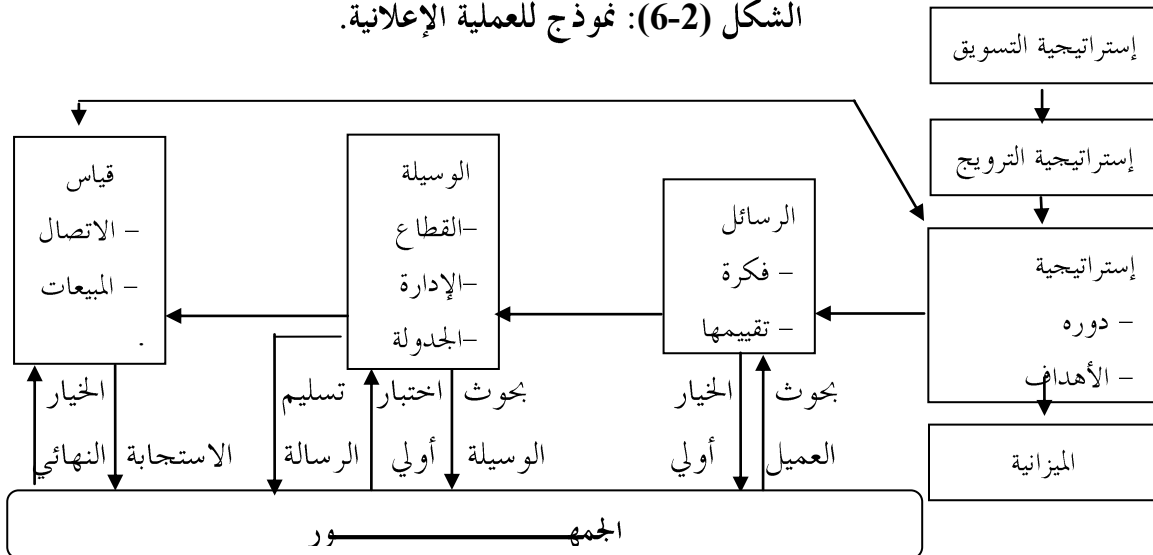 الشكل (2-6): نموذج للعملية الإعلانية.
إستراتيجية التسويق
إستراتيجية الترويج
إستراتيجية
– دوره
– الأهداف
الميزانية
الرسائل
– فكرة
– تقييمها
الوسيلة
–القطاع
–الإدارة
–الجدولة
قياس
– الاتصال
– المبيعات
.
بحوث
العميل
الخيار
أولي
بحوث
الوسيلة
اختبار
أولي
تسليم
الرسالة
الاستجابة
الخيار
النهائي
الجمهـــــــــور